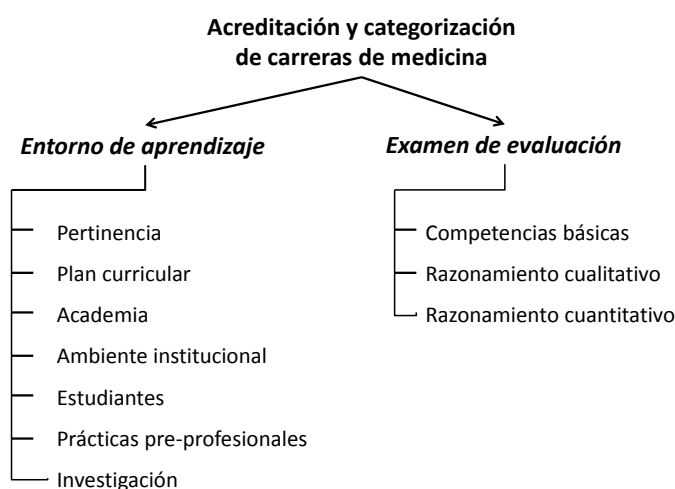 Acreditación y categorización
de carreras de medicina
Entorno de aprendizaje
Pertinencia
Plan curricular
Academia
Ambiente institucional
Estudiantes
Prácticas pre-profesionales
Investigación
Examen de evaluación
Competencias básicas
Razonamiento cualitativo
Razonamiento cuantitativo